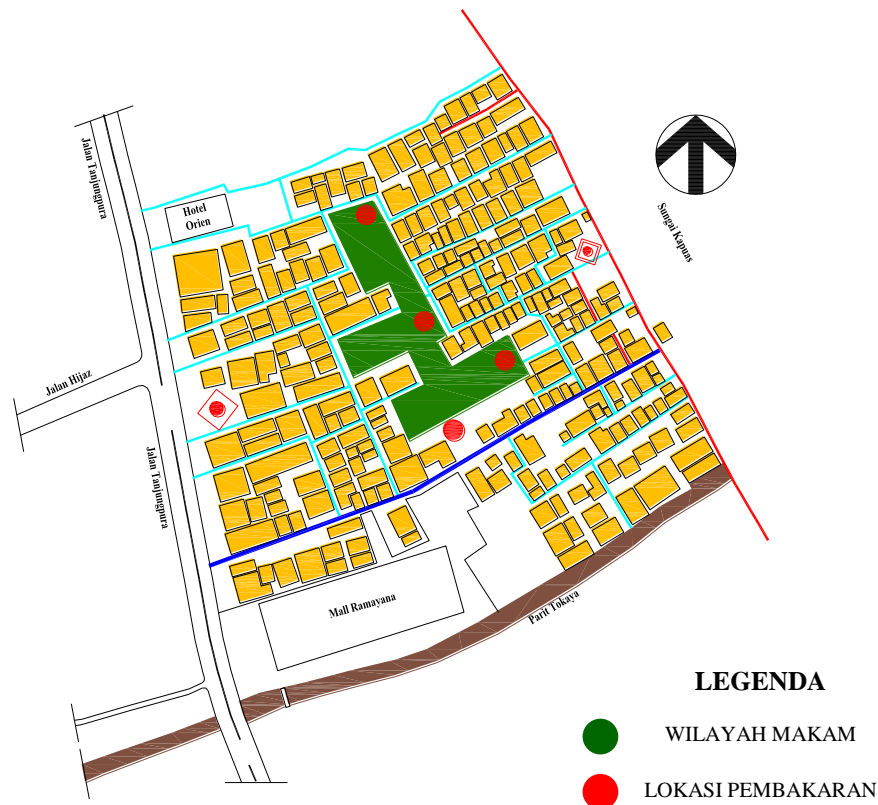 Jalan Tanjungpura
Hotel
Orien
Sungai Kapuas
Jalan Hijaz
Jalan Tanjungpura
Mall Ramayana
Parit Tokaya
LEGENDA
WILAYAH MAKAM
LOKASI PEMBAKARAN